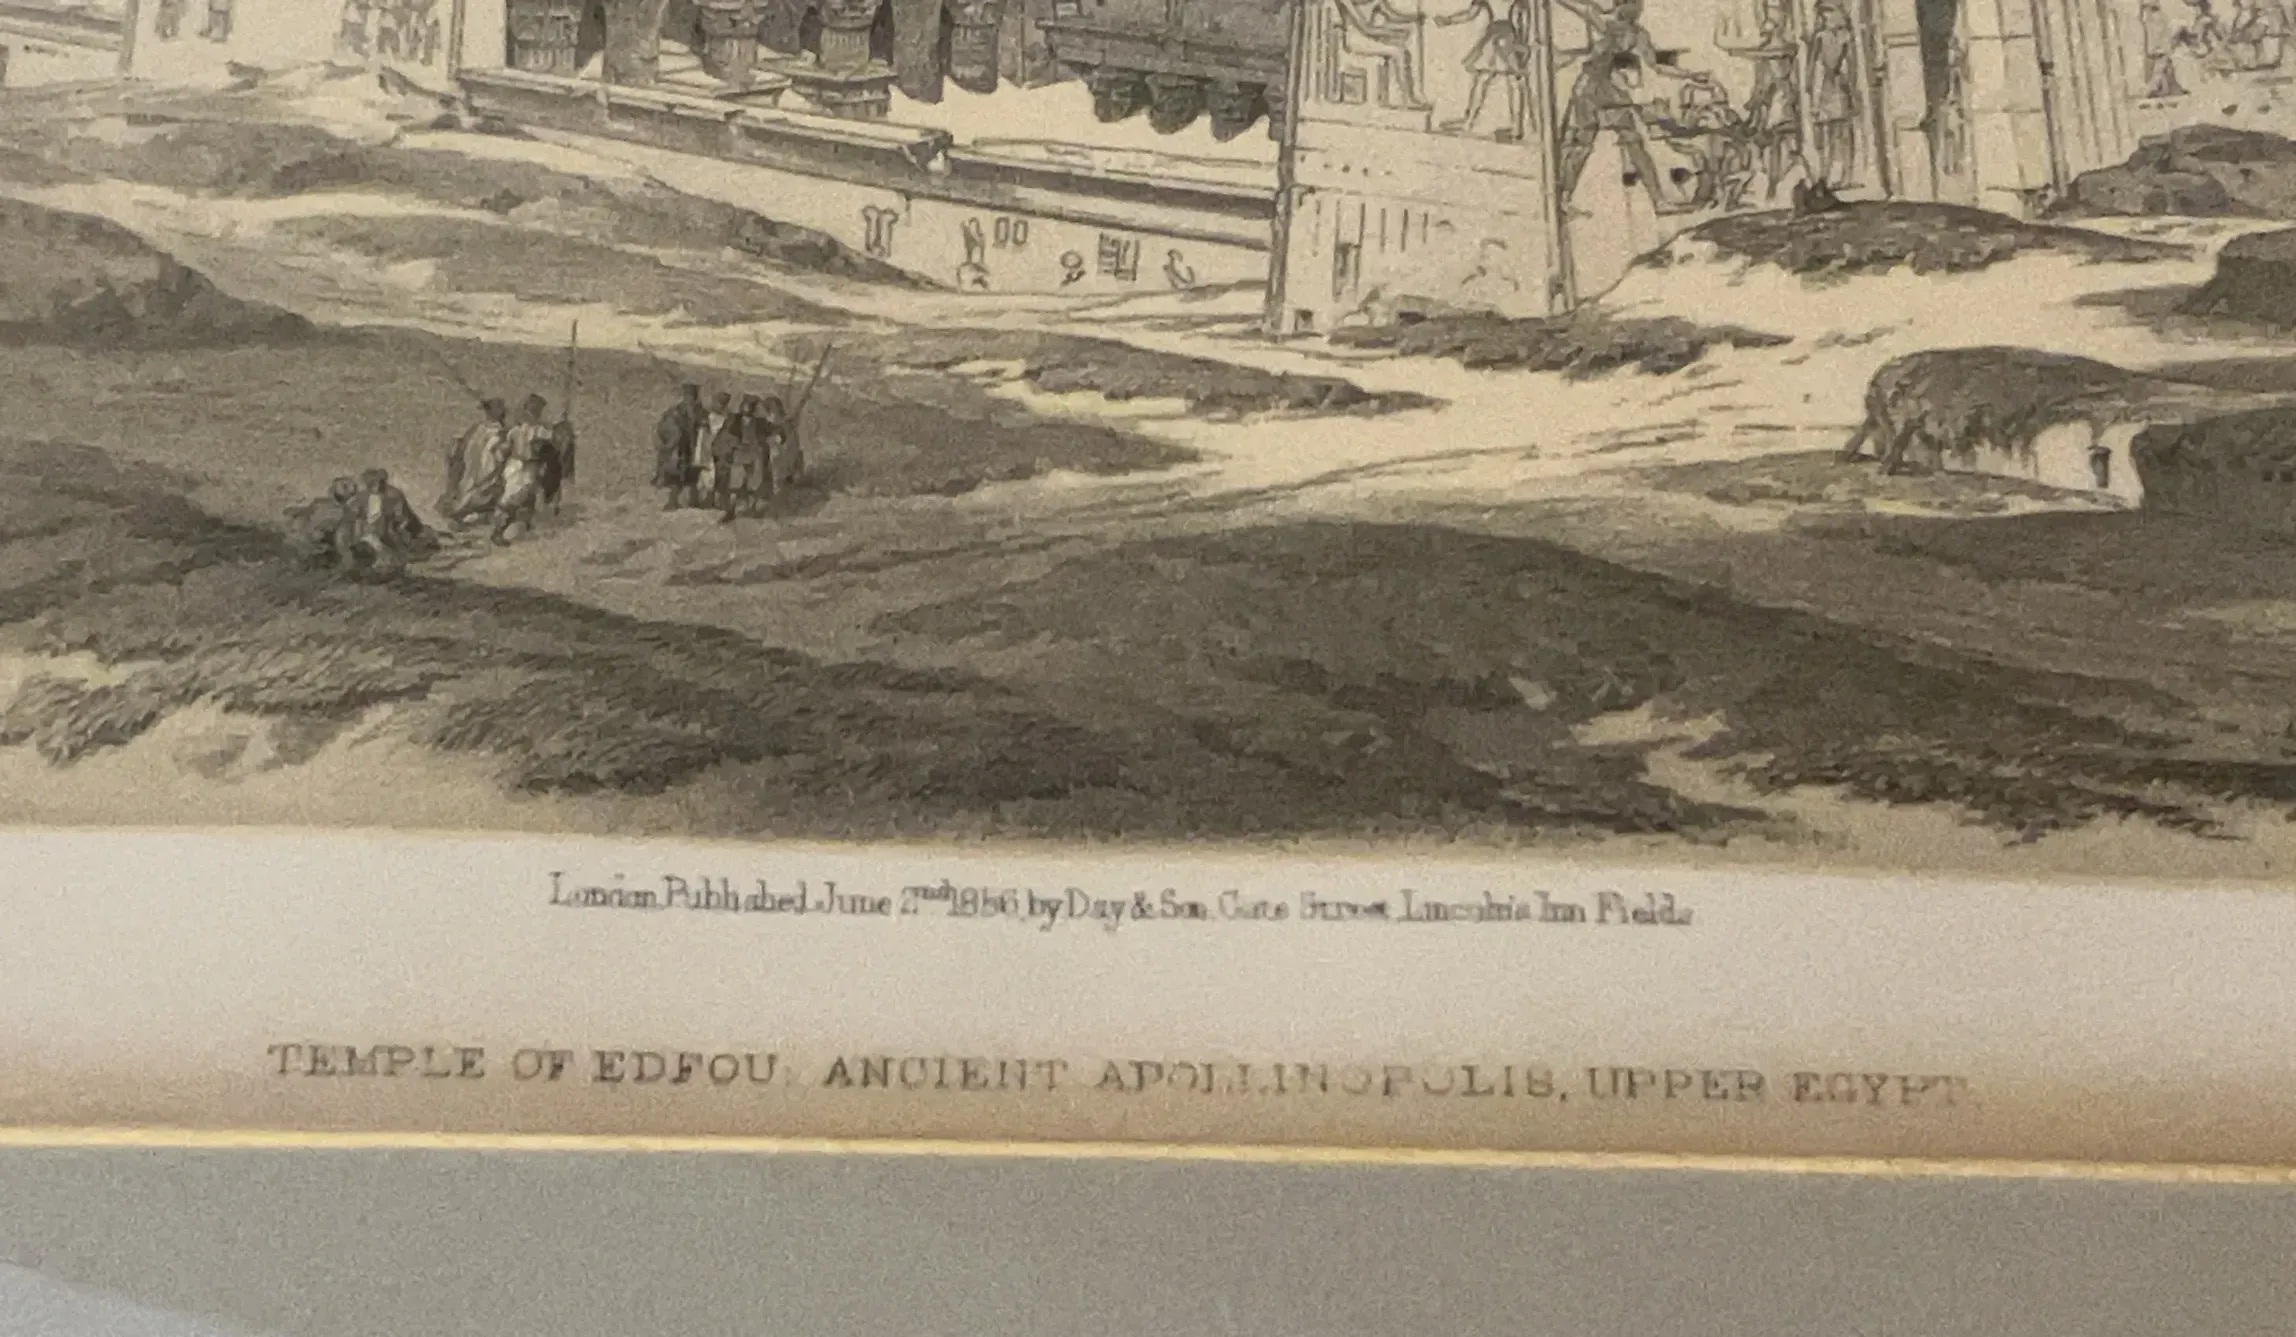 London Published June 2nd 1856, by Day & Son, Gate Street, Lincoln's Inn Fields
TEMPLE OF EDFOU, ANCIENT APOLLINOPOLIS, UPPER EGYPT.